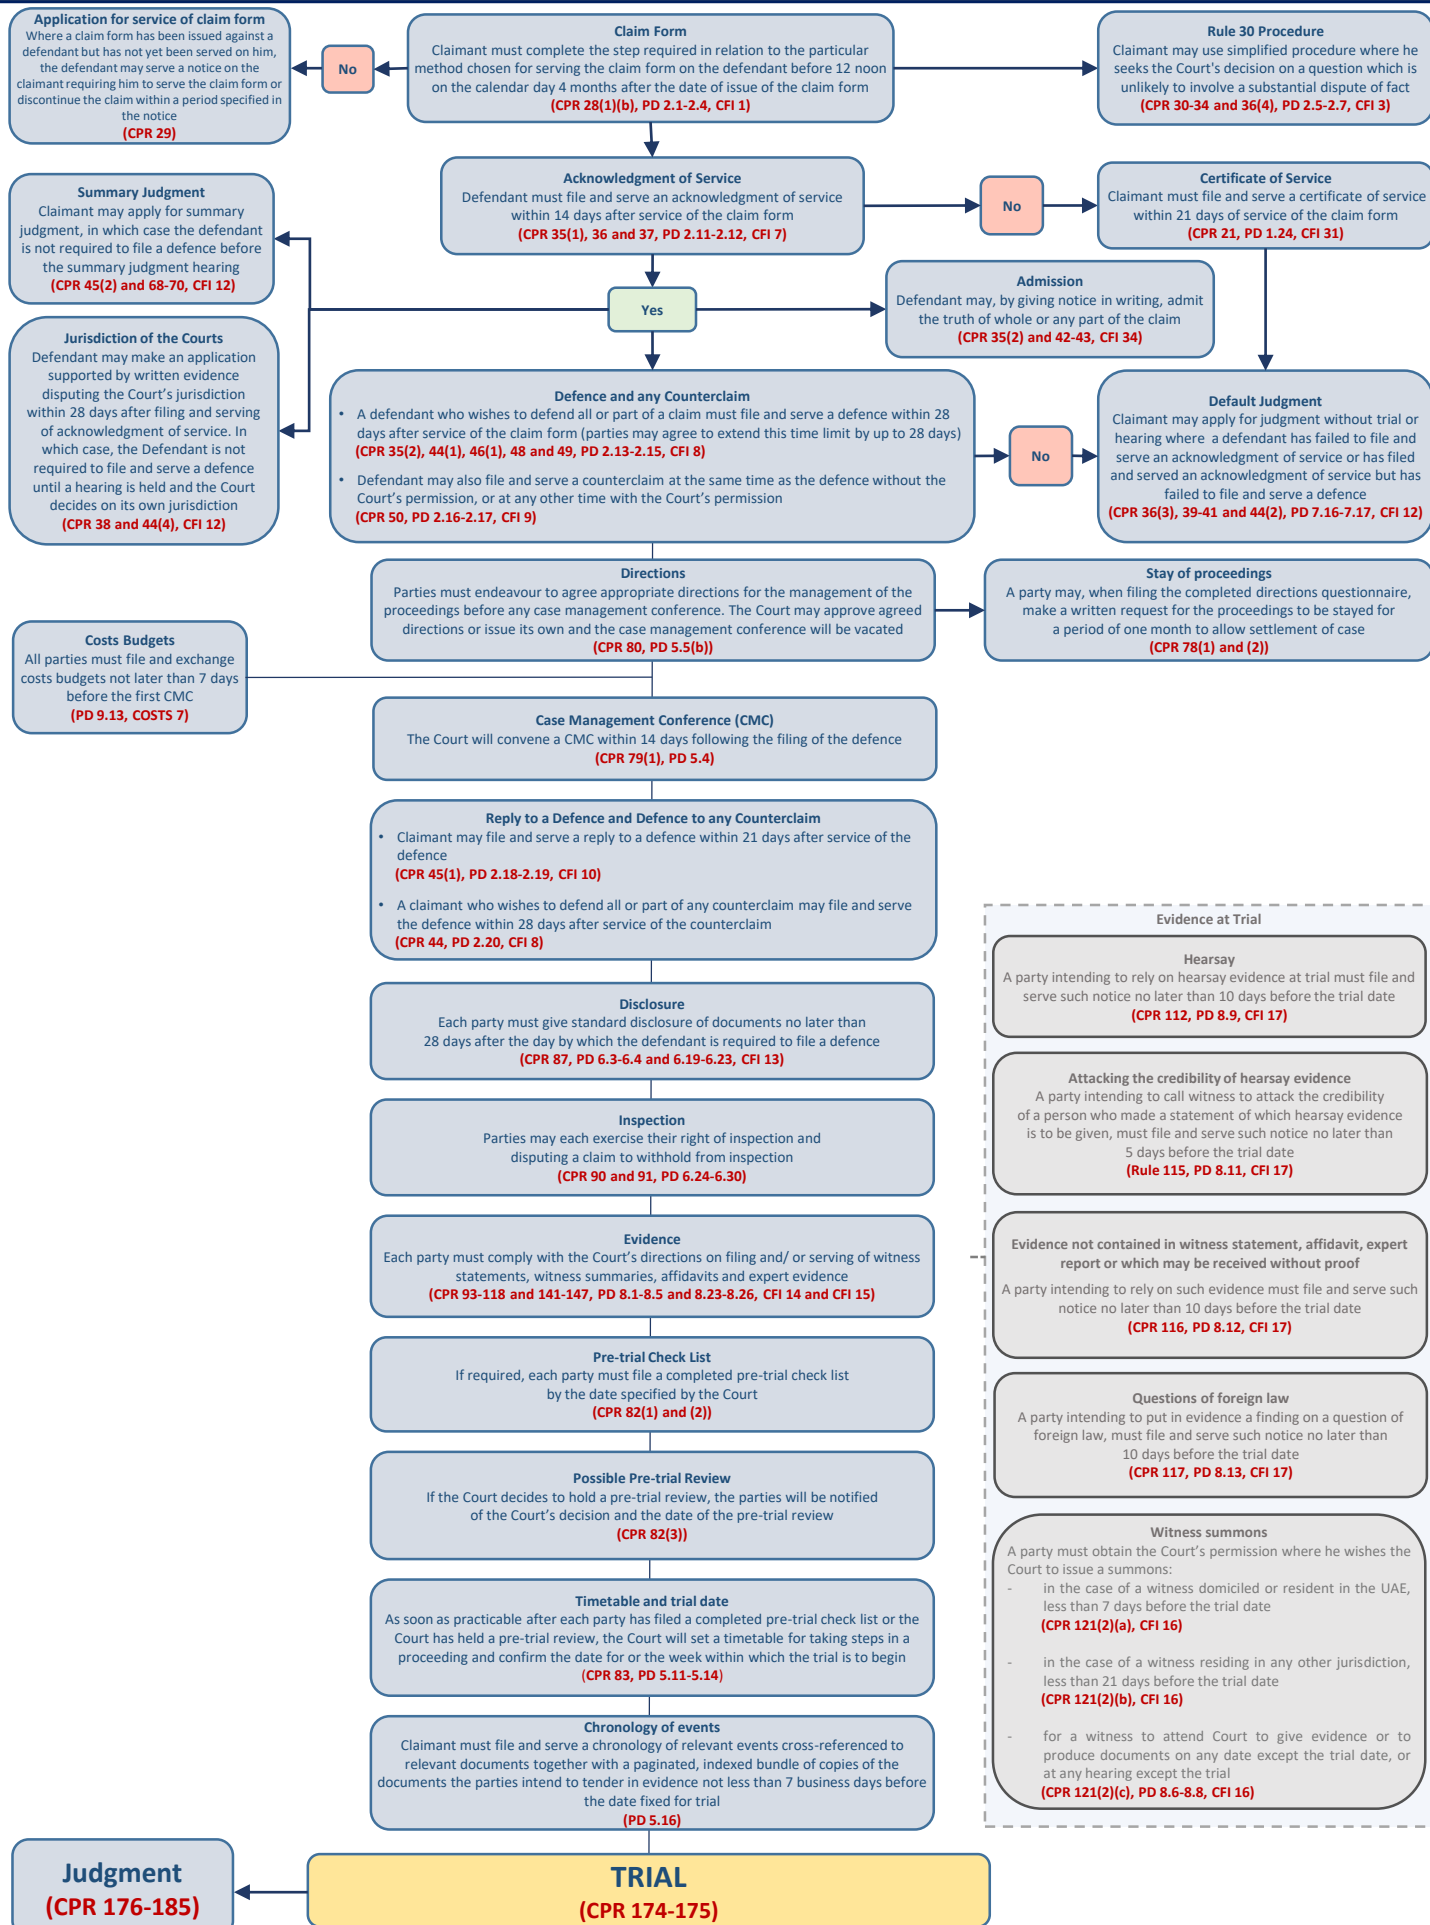 Application for service of claim form
Where a claim form has been issued against a
defendant but has not yet been served on him,
the defendant may serve a notice on the
claimant requiring him to serve the claim form or
discontinue the claim within a period specified in
the notice
(CPR 29)
No
Claim Form
Claimant must complete the step required in relation to the particular
method chosen for serving the claim form on the defendant before 12 noon
on the calendar day 4 months after the date of issue of the claim form
(CPR 28(1)(b), PD 2.1-2.4, CFI 1)
Rule 30 Procedure
Claimant may use simplified procedure where he
seeks the Court's decision on a question which is
unlikely to involve a substantial dispute of fact
(CPR 30-34 and 36(4), PD 2.5-2.7, CFI 3)
Summary Judgment
Claimant may apply for summary
judgment, in which case the defendant
is not required to file a defence before
the summary judgment hearing
(CPR 45(2) and 68-70, CFI 12)
Acknowledgment of Service
Defendant must file and serve an acknowledgment of service
within 14 days after service of the claim form
(CPR 35(1), 36 and 37, PD 2.11-2.12, CFI 7)
No
Certificate of Service
Claimant must file and serve a certificate of service
within 21 days of service of the claim form
(CPR 21, PD 1.24, CFI 31)
Yes
Admission
Defendant may, by giving notice in writing, admit
the truth of whole or any part of the claim
(CPR 35(2) and 42-43, CFI 34)
Jurisdiction of the Courts
Defendant may make an application
supported by written evidence
disputing the Court's jurisdiction
within 28 days after filing and serving
of acknowledgment of service. In
which case, the Defendant is not
required to file and serve a defence
until a hearing is held and the Court
decides on its own jurisdiction
(CPR 38 and 44(4), CFI 12)
Defence and any Counterclaim
• A defendant who wishes to defend all or part of a claim must file and serve a defence within 28
days after service of the claim form (parties may agree to extend this time limit by up to 28 days)
(CPR 35(2), 44(1), 46(1), 48 and 49, PD 2.13-2.15, CFI 8)
• Defendant may also file and serve a counterclaim at the same time as the defence without the
Court's permission, or at any other time with the Court's permission
(CPR 50, PD 2.16-2.17, CFI 9)
No
Default Judgment
Claimant may apply for judgment without trial or
hearing where a defendant has failed to file and
serve an acknowledgment of service or has filed
and served an acknowledgment of service but has
failed to file and serve a defence
(CPR 36(3), 39-41 and 44(2), PD 7.16-7.17, CFI 12)
Directions
Parties must endeavour to agree appropriate directions for the management of the
proceedings before any case management conference. The Court may approve agreed
directions or issue its own and the case management conference will be vacated
(CPR 80, PD 5.5(b))
Stay of proceedings
A party may, when filing the completed directions questionnaire,
make a written request for the proceedings to be stayed for
a period of one month to allow settlement of case
(CPR 78(1) and (2))
Costs Budgets
All parties must file and exchange
costs budgets not later than 7 days
before the first CMC
(PD 9.13, COSTS 7)
Case Management Conference (CMC)
The Court will convene a CMC within 14 days following the filing of the defence
(CPR 79(1), PD 5.4)
Reply to a Defence and Defence to any Counterclaim
• Claimant may file and serve a reply to a defence within 21 days after service of the
defence
(CPR 45(1), PD 2.18-2.19, CFI 10)
• A claimant who wishes to defend all or part of any counterclaim may file and serve
the defence within 28 days after service of the counterclaim
(CPR 44, PD 2.20, CFI 8)
Disclosure
Each party must give standard disclosure of documents no later than
28 days after the day by which the defendant is required to file a defence
(CPR 87, PD 6.3-6.4 and 6.19-6.23, CFI 13)
Inspection
Parties may each exercise their right of inspection and
disputing a claim to withhold from inspection
(CPR 90 and 91, PD 6.24-6.30)
Evidence
Each party must comply with the Court's directions on filing and/ or serving of witness
statements, witness summaries, affidavits and expert evidence
(CPR 93-118 and 141-147, PD 8.1-8.5 and 8.23-8.26, CFI 14 and CFI 15)
Pre-trial Check List
If required, each party must file a completed pre-trial check list
by the date specified by the Court
(CPR 82(1) and (2))
Possible Pre-trial Review
If the Court decides to hold a pre-trial review, the parties will be notified
of the Court's decision and the date of the pre-trial review
(CPR 82(3))
Timetable and trial date
As soon as practicable after each party has filed a completed pre-trial check list or the
Court has held a pre-trial review, the Court will set a timetable for taking steps in a
proceeding and confirm the date for or the week within which the trial is to begin
(CPR 83, PD 5.11-5.14)
Chronology of events
Claimant must file and serve a chronology of relevant events cross-referenced to
relevant documents together with a paginated, indexed bundle of copies of the
documents the parties intend to tender in evidence not less than 7 business days before
the date fixed for trial
(PD 5.16)
Evidence at Trial
Hearsay
A party intending to rely on hearsay evidence at trial must file and
serve such notice no later than 10 days before the trial date
(CPR 112, PD 8.9, CFI 17)
Attacking the credibility of hearsay evidence
A party intending to call witness to attack the credibility
of a person who made a statement of which hearsay evidence
is to be given, must file and serve such notice no later than
5 days before the trial date
(Rule 115, PD 8.11, CFI 17)
Evidence not contained in witness statement, affidavit, expert
report or which may be received without proof
A party intending to rely on such evidence must file and serve such
notice no later than 10 days before the trial date
(CPR 116, PD 8.12, CFI 17)
Questions of foreign law
A party intending to put in evidence a finding on a question of
foreign law, must file and serve such notice no later than
10 days before the trial date
(CPR 117, PD 8.13, CFI 17)
Witness summons
A party must obtain the Court's permission where he wishes the
Court to issue a summons:
- in the case of a witness domiciled or resident in the UAE,
less than 7 days before the trial date
(CPR 121(2)(a), CFI 16)
- in the case of a witness residing in any other jurisdiction,
less than 21 days before the trial date
(CPR 121(2)(b), CFI 16)
- for a witness to attend Court to give evidence or to
produce documents on any date except the trial date, or
at any hearing except the trial
(CPR 121(2)(c), PD 8.6-8.8, CFI 16)
Judgment
(CPR 176-185)
TRIAL
(CPR 174-175)